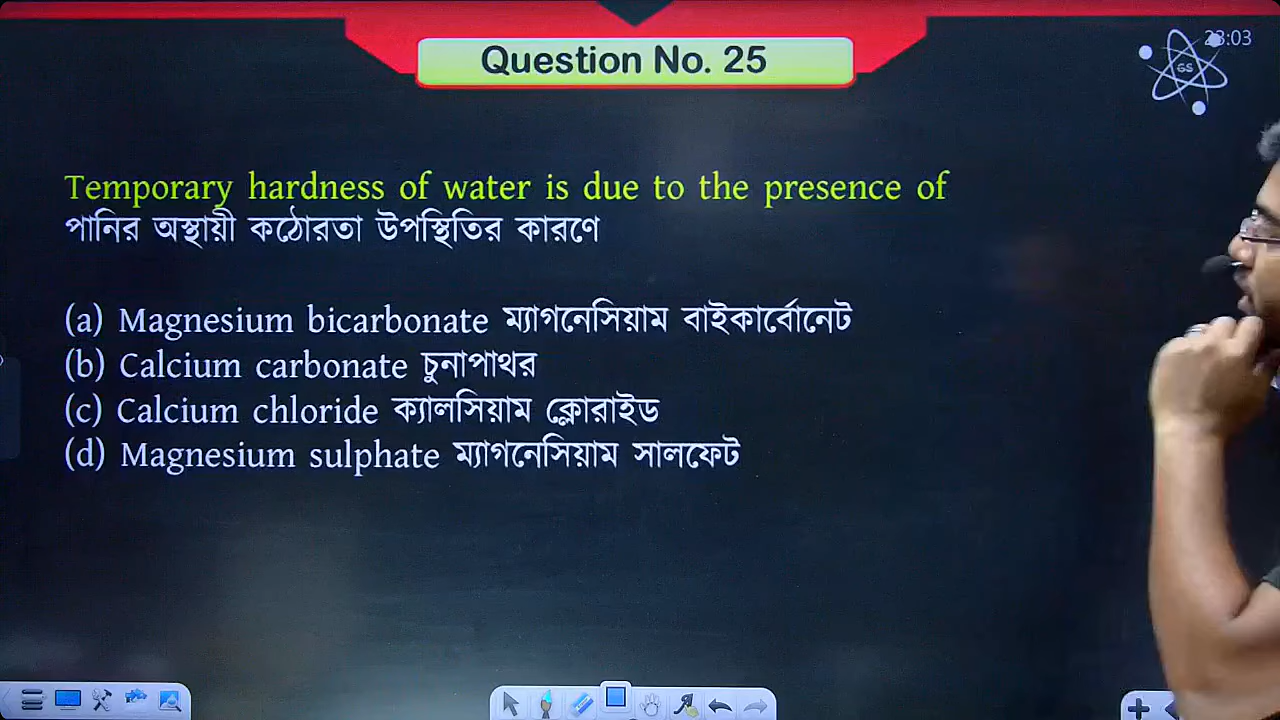 Question No. 25
23:03
GS
Temporary hardness of water is due to the presence of
পানির অস্থায়ী কঠোরতা উপস্থিতির কারণে
(a) Magnesium bicarbonate ম্যাগনেসিয়াম বাইকার্বোনেট
(b) Calcium carbonate চুনাপাথর
(c) Calcium chloride ক্যালসিয়াম ক্লোরাইড
(d) Magnesium sulphate ম্যাগনেসিয়াম সালফেট